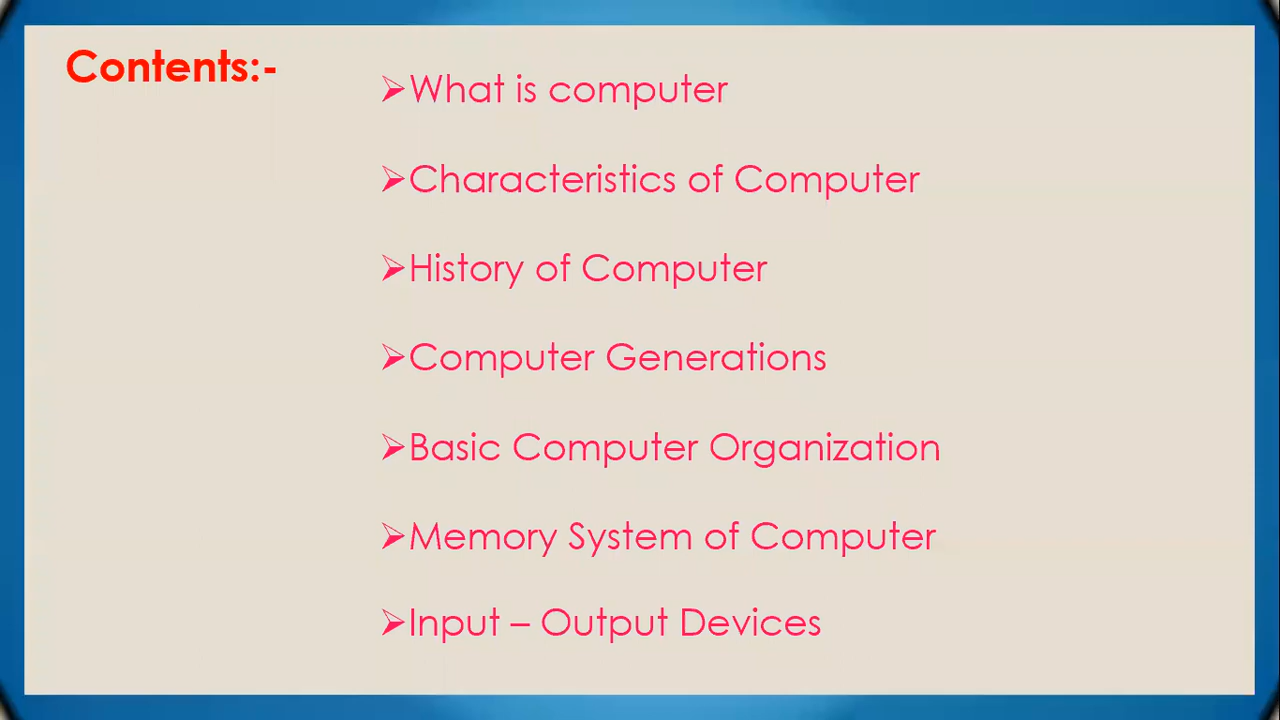 Contents:-
➢What is computer
➢Characteristics of Computer
➢History of Computer
➢Computer Generations
➢Basic Computer Organization
➢Memory System of Computer
➢Input – Output Devices